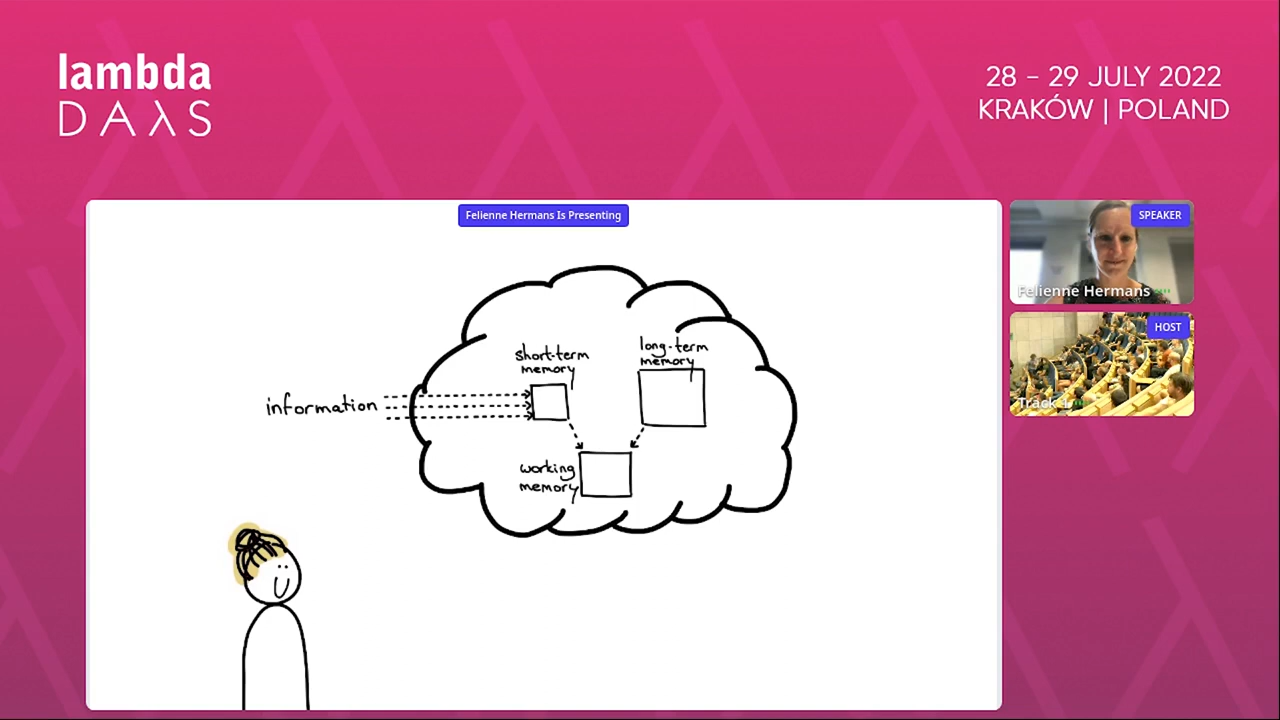 lambda
DAλS
28 – 29 JULY 2022
KRAKÓW | POLAND
Felienne Hermans Is Presenting
SPEAKER
Felienne Hermans
HOST
short-term
memory
long-term
memory
information
working
memory